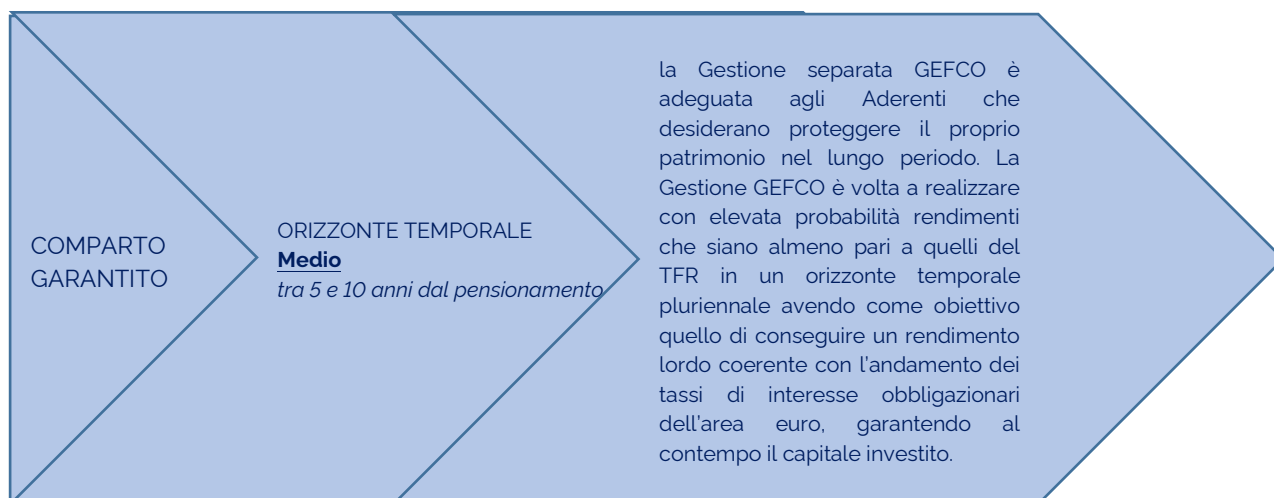 COMPARTO
GARANTITO
ORIZZONTE TEMPORALE
Medio
tra 5 e 10 anni dal pensionamento
la Gestione separata GEFCO è
adeguata agli Aderenti che
desiderano proteggere il proprio
patrimonio nel lungo periodo. La
Gestione GEFCO è volta a realizzare
con elevata probabilità rendimenti
che siano almeno pari a quelli del
TFR in un orizzonte temporale
pluriennale avendo come obiettivo
quello di conseguire un rendimento
lordo coerente con l'andamento dei
tassi di interesse obbligazionari
dell'area euro, garantendo al
contempo il capitale investito.